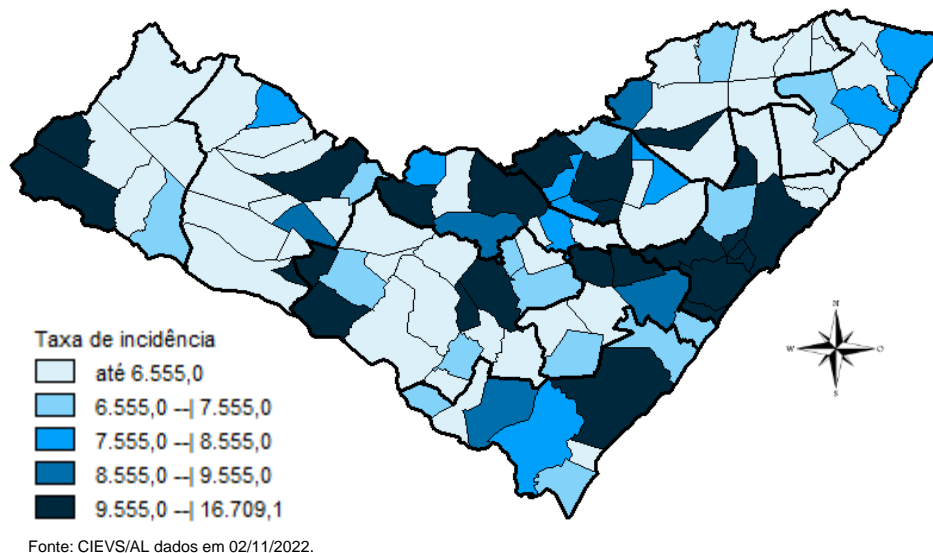 N
W
O
S
Taxa de incidência
até 6.555,0
6.555,0 --| 7.555,0
7.555,0 --| 8.555,0
8.555,0 --| 9.555,0
9.555,0 --| 16.709,1
Fonte: CIEVS/AL dados em 02/11/2022.